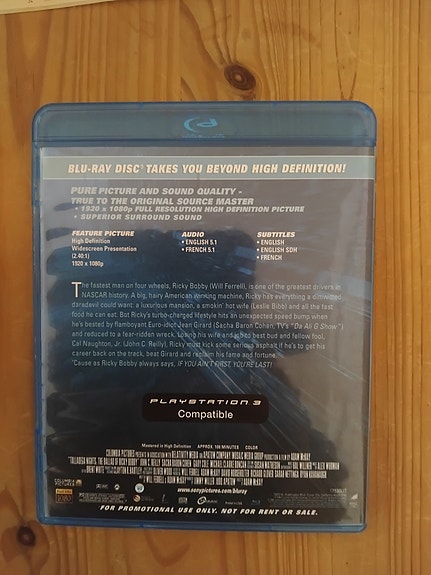 BLU-RAY DISC™ TAKES YOU BEYOND HIGH DEFINITION!
PURE PICTURE AND SOUND QUALITY -
TRUE TO THE ORIGINAL SOURCE MASTER
• 1920 x 1080p FULL RESOLUTION HIGH DEFINITION PICTURE
• SUPERIOR SURROUND SOUND
FEATURE PICTURE
High Definition
Widescreen Presentation
(2.40:1)
1920 x 1080p
AUDIO
• ENGLISH 5.1
• FRENCH 5.1
SUBTITLES
• ENGLISH
• ENGLISH SDH
• FRENCH
The fastest man on four wheels, Ricky Bobby (Will Ferrell), is one of the greatest drivers in
NASCAR history. A big, hairy American winning machine, Ricky has everything a dimwitted
daredevil could want: a luxurious mansion, a smokin' hot wife (Leslie Bibb) and all the fast
food he can eat. But Ricky's turbo-charged lifestyle hits an unexpected speed bump when
he's beaten by flamboyant Euro-idiot Jean Girard (Sacha Baron Cohen, TV's "Da Ali G Show")
and reduced to a fear-ridden wreck. Losing his wife and job to best bud and fellow fool,
Cal Naughton, Jr. (John C. Reilly), Ricky must kick some serious asphalt if he's to get his
career back on the track, beat Girard and reclaim his fame and fortune.
'Cause as Ricky Bobby always says, IF YOU AIN'T FIRST, YOU'RE LAST!
PLAYSTATION 3
Compatible
Mastered in High Definition APPROX. 108 MINUTES COLOR
www.sonypictures.com/bluray
FOR PROMOTIONAL USE ONLY. NOT FOR RENT OR SALE.